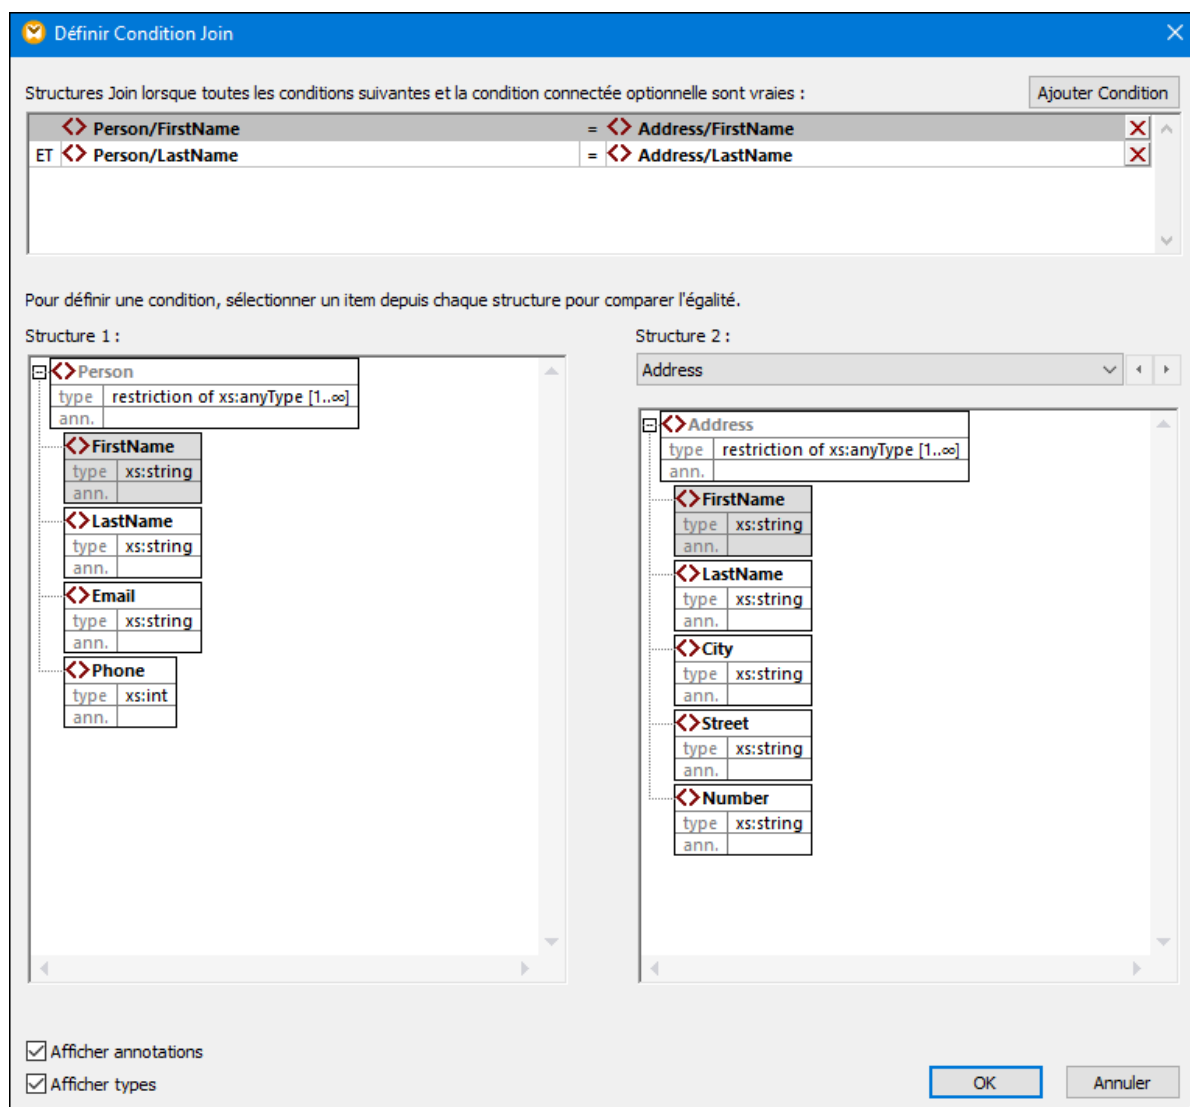 Définir Condition Join
Structures Join lorsque toutes les conditions suivantes et la condition connectée optionnelle sont vraies :
Ajouter Condition
Person/FirstName = Address/FirstName
ET Person/LastName = Address/LastName
Pour définir une condition, sélectionner un item depuis chaque structure pour comparer l'égalité.
Structure 1 :
Person
type restriction of xs:anyType [1..∞]
ann.
FirstName
type xs:string
ann.
LastName
type xs:string
ann.
Email
type xs:string
ann.
Phone
type xs:int
ann.
Structure 2 :
Address
Address
type restriction of xs:anyType [1..∞]
ann.
FirstName
type xs:string
ann.
LastName
type xs:string
ann.
City
type xs:string
ann.
Street
type xs:string
ann.
Number
type xs:string
ann.
Afficher annotations
Afficher types
OK
Annuler